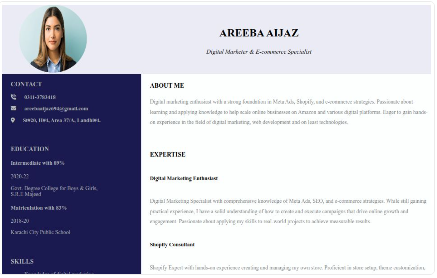 AREEBA AIJAZ
Digital Marketer & E-commerce Specialist
CONTACT
0341-3783418
areebaaijaz94@gmail.com
S#920, H#01, Area 37/A, Landhi#1.
EDUCATION
Intermediate with 69%
2020-22
Govt. Degree College for Boys & Girls,
S.R.E Majeed
Matriculation with 83%
2018-20
Karachi City Public School
SKILLS
ABOUT ME
Digital marketing enthusiast with a strong foundation in Meta Ads, Shopify, and e-commerce strategies. Passionate about
learning and applying knowledge to help scale online businesses on Amazon and various digital platforms. Eager to gain hands-
on experience in the field of digital marketing, web development and on least technologies.
EXPERTISE
Digital Marketing Enthusiast
Digital Marketing Specialist with comprehensive knowledge of Meta Ads, SEO, and e-commerce strategies. While still gaining
practical experience, I have a solid understanding of how to create and execute campaigns that drive online growth and
engagement. Passionate about applying my skills to real-world projects to achieve measurable results.
Shopify Consultant
Shopify Expert with hands-on experience creating and managing my own store. Proficient in store setup, theme customization,